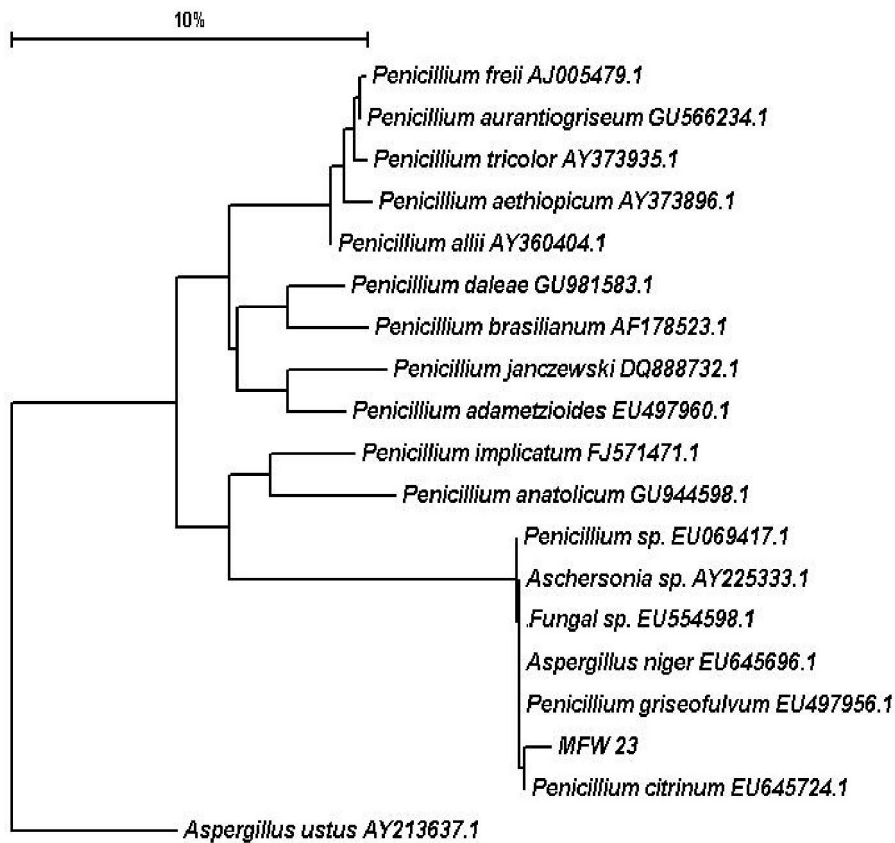 10%
Penicillium freii AJ005479.1
Penicillium aurantiogriseum GU566234.1
Penicillium tricolor AY373935.1
Penicillium aethiopicum AY373896.1
Penicillium allii AY360404.1
Penicillium daleae GU981583.1
Penicillium brasilianum AF178523.1
Penicillium janczewski DQ888732.1
Penicillium adametzioides EU497960.1
Penicillium implicatum FJ571471.1
Penicillium anatolicum GU944598.1
Penicillium sp. EU069417.1
Aschersonia sp. AY225333.1
.Fungal sp. EU554598.1
Aspergillus niger EU645696.1
Penicillium griseofulvum EU497956.1
MFW 23
Penicillium citrinum EU645724.1
Aspergillus ustus AY213637.1